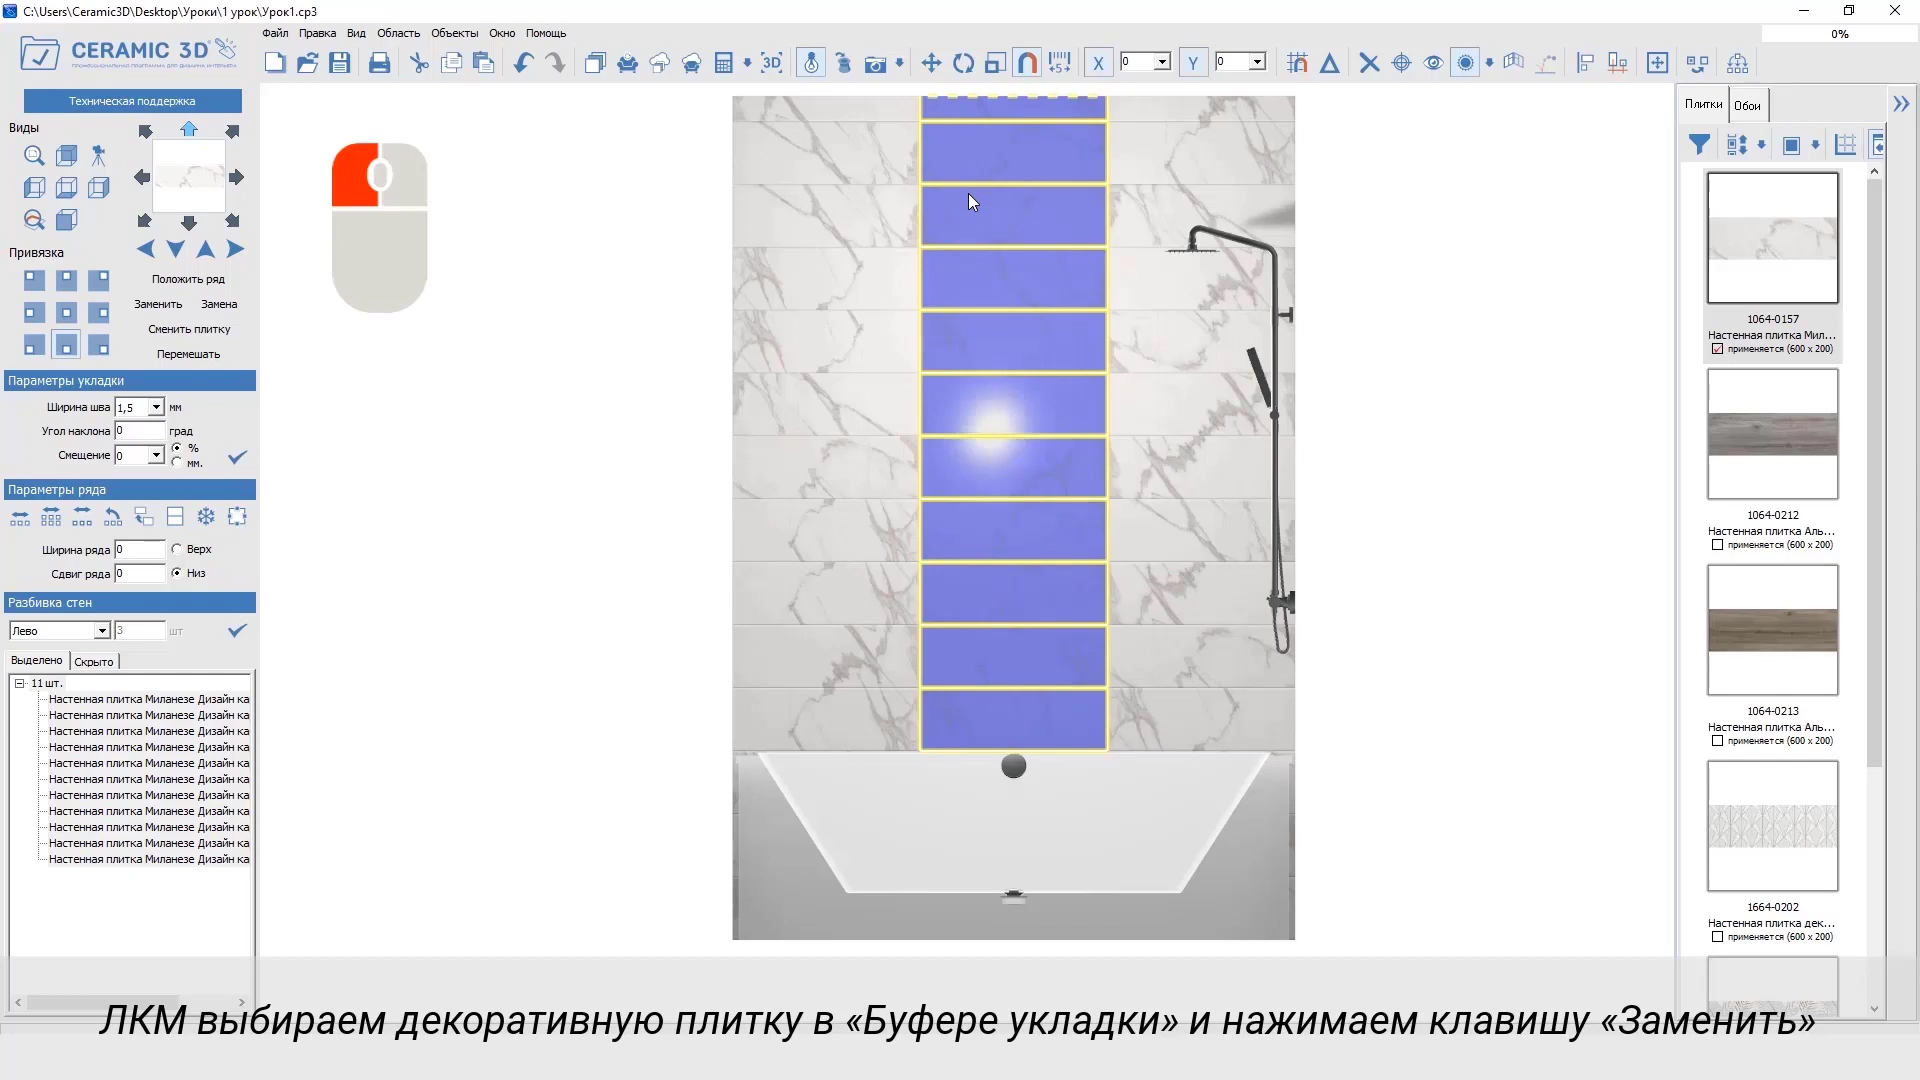 C:\Users\Ceramic3D\Desktop\Уроки\1 урок\Урок1.cp3
0%
CERAMIC 3D
Файл Правка Вид Область Объекты Окно Помощь
3D
5
X 0 Y 0
Техническая поддержка
Виды
Привязка
Положить ряд
Заменить Замена
Сменить плитку
Перемешать
Параметры укладки
Ширина шва 1,5 мм
Угол наклона 0 град
Смещение 0 % мм.
Параметры ряда
Ширина ряда 0 Верх
Сдвиг ряда 0 Низ
Разбивка стен
Лево 3 шт
Выделено Скрыто
11 шт.
Настенная плитка Миланезе Дизайн ка
Настенная плитка Миланезе Дизайн ка
Настенная плитка Миланезе Дизайн ка
Настенная плитка Миланезе Дизайн ка
Настенная плитка Миланезе Дизайн ка
Настенная плитка Миланезе Дизайн ка
Настенная плитка Миланезе Дизайн ка
Настенная плитка Миланезе Дизайн ка
Настенная плитка Миланезе Дизайн ка
Настенная плитка Миланезе Дизайн ка
Настенная плитка Миланезе Дизайн ка
Плитки Обои
1064-0157
Настенная плитка Мил...
применяется (600 x 200)
1064-0212
Настенная плитка Аль...
применяется (600 x 200)
1064-0213
Настенная плитка Аль...
применяется (600 x 200)
1664-0202
Настенная плитка дек...
применяется (600 x 200)
ЛКМ выбираем декоративную плитку в «Буфере укладки» и нажимаем клавишу «Заменить»